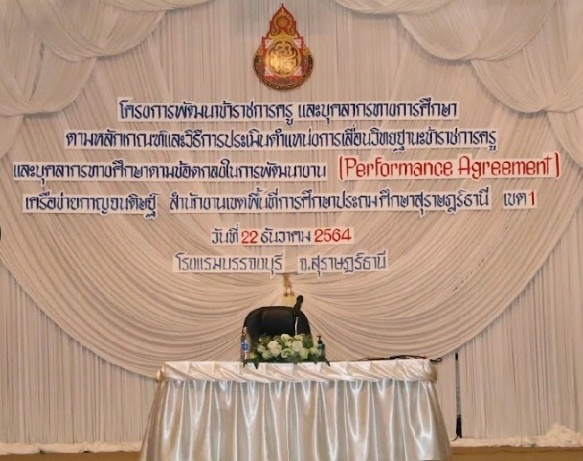 โครงการพัฒนาข้าราชการครู และบุคลากรทางการศึกษา
ตามหลักเกณฑ์และวิธีการประเมินตำแหน่งการเลื่อนวิทยฐานะข้าราชการครู
และบุคลากรทางศึกษาตามข้อตกลงในการพัฒนางาน (Performance Agreement)
เครือข่ายกาญจนดิษฐ์ สำนักงานเขตพื้นที่การศึกษาประถมศึกษาสุราษฎร์ธานี เขต 1
วันที่ 22 ธันวาคม 2564
โรงแรมบรรจงบุรี จ.สุราษฎร์ธานี